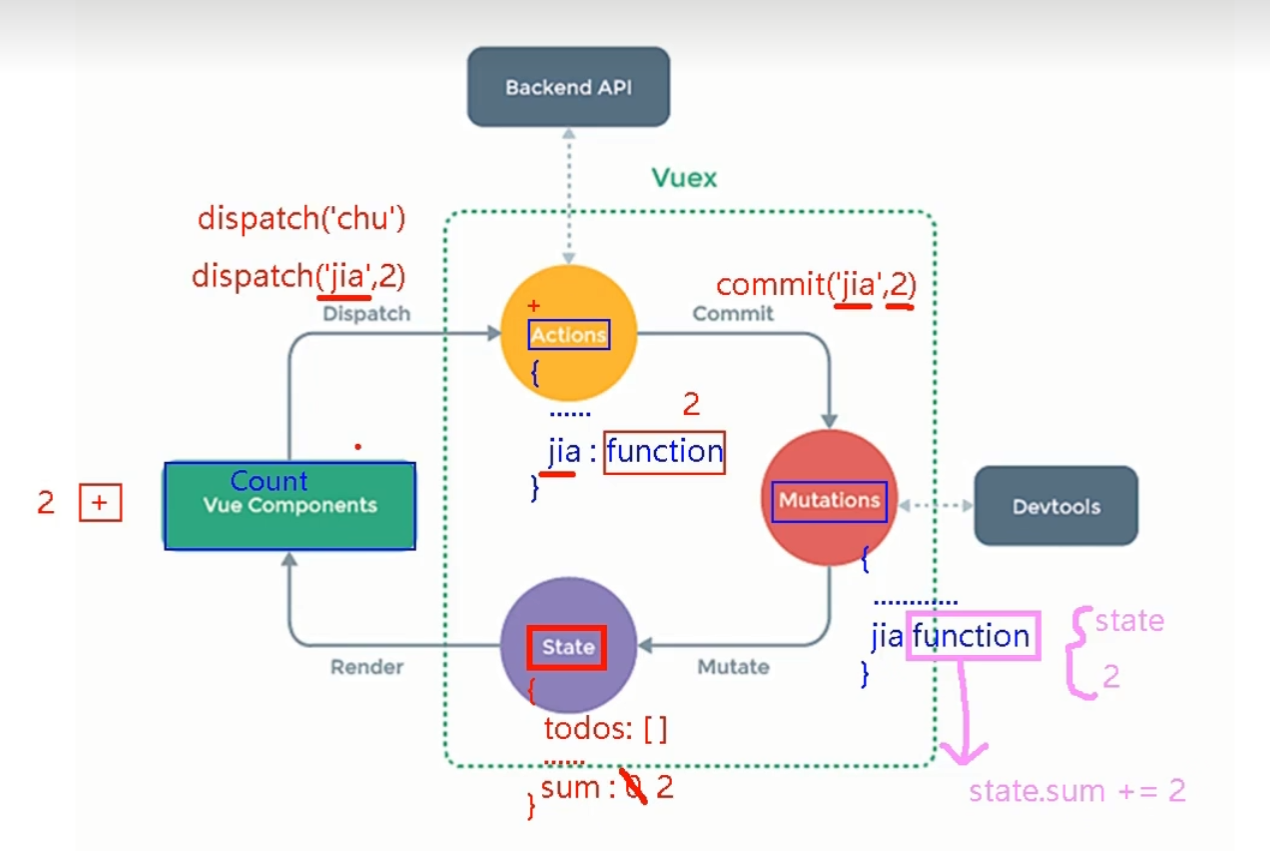 Backend API
Vuex
dispatch('chu')
dispatch('jia',2)
commit('jia',2)
Dispatch
Commit
+
Actions
{
......
2
jia : function
}
Count
Vue Components
2 +
Mutations
Devtools
{
............
jia function
}
state
2
State
Render
Mutate
{
todos: [ ]
......
sum : 0 2
}
state.sum += 2